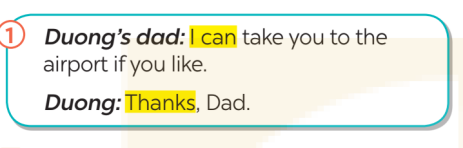 1 Duong's dad: I can take you to the
airport if you like.
Duong: Thanks, Dad.